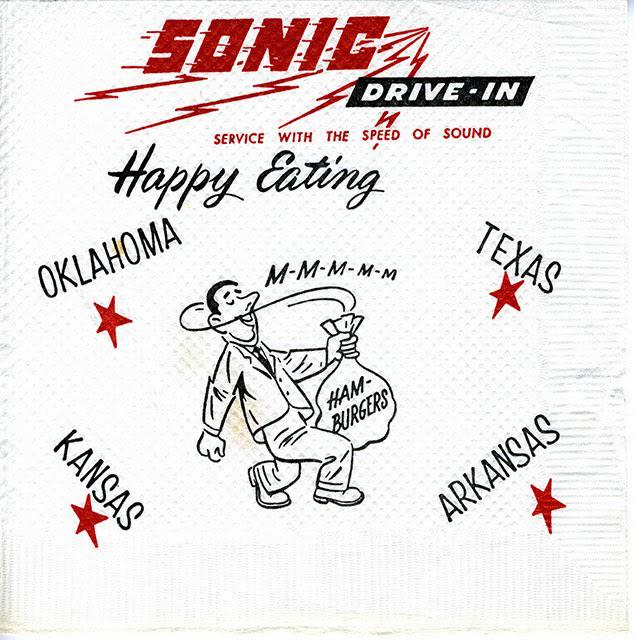 SONIC
DRIVE-IN
SERVICE WITH THE SPEED OF SOUND
Happy Eating
OKLAHOMA
TEXAS
M-M-M-M-M
HAM-
BURGERS
KANSAS
ARKANSAS